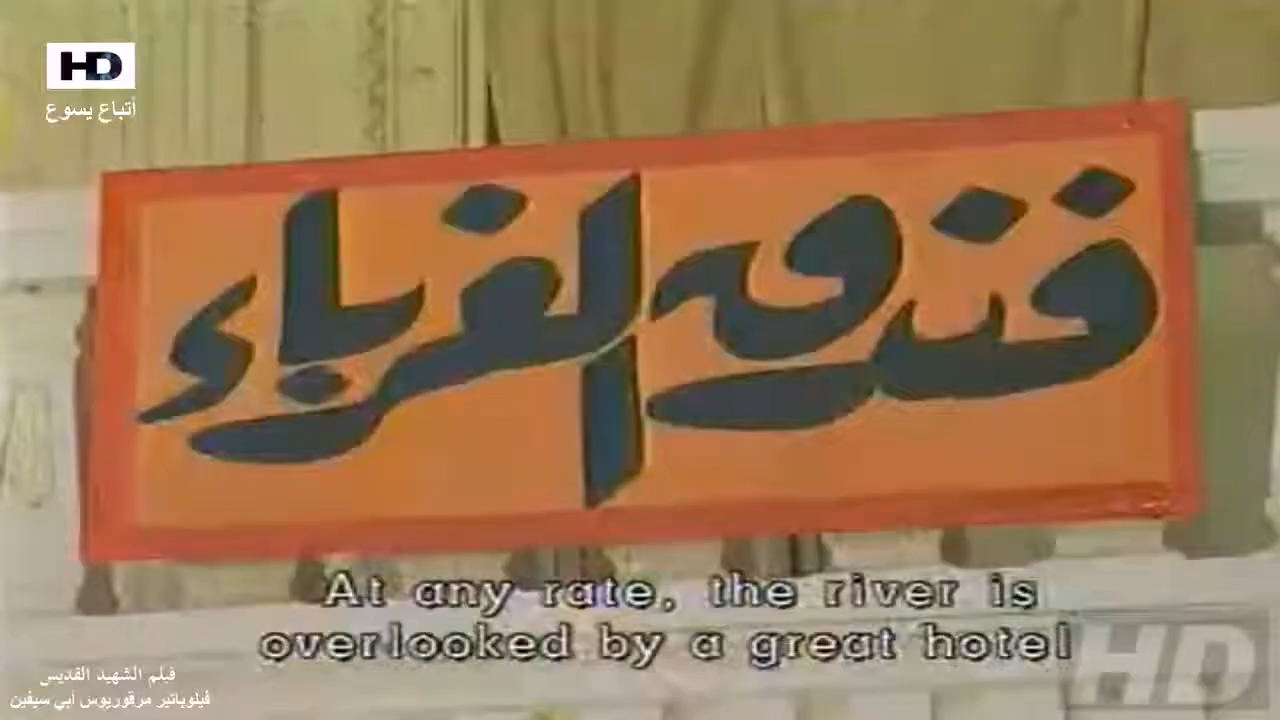 HD
أتباع يسوع
فندق الغرباء
At any rate, the river is
overlooked by a great hotel
HD
فيلم الشهيد القديس
فيلوباتير مرقوريوس أبي سيفين